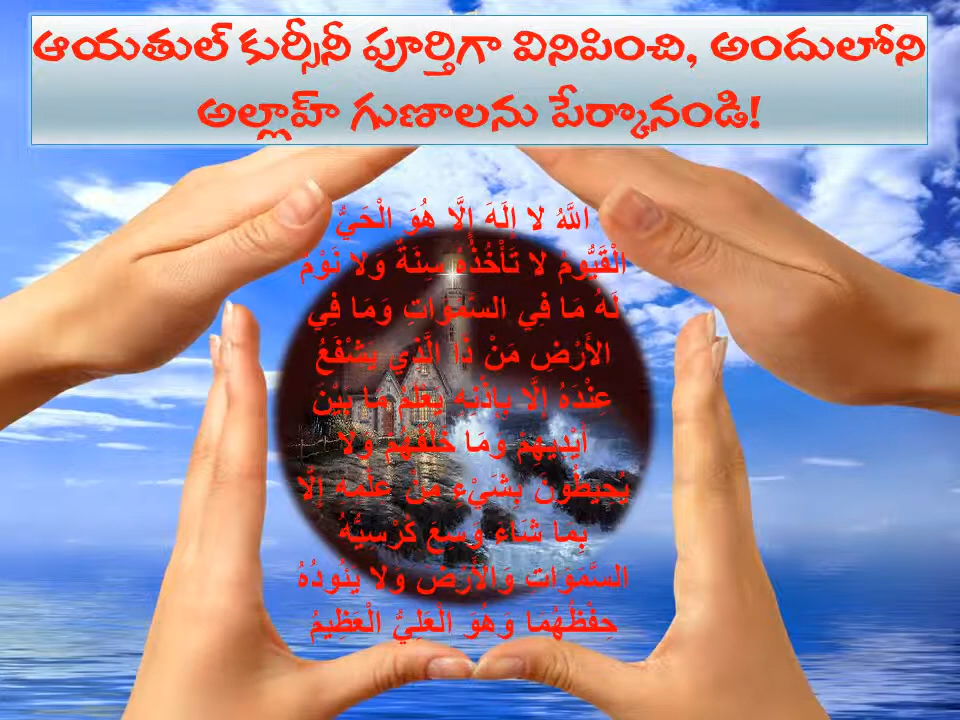 ఆయతుల్ కుర్సీనీ పూర్తిగా వినిపించి, అందులోని
అల్లాహ్ గుణాలను పేర్కొనండి!
اللَّهُ لا إِلَهَ إِلَّا هُوَ الْحَيُّ
الْقَيُّومُ لا تَأْخُذُهُ سِنَةٌ وَلا نَوْمٌ
لَهُ مَا فِي السَّمَوَاتِ وَمَا فِي
الأَرْضِ مَنْ ذَا الَّذِي يَشْفَعُ
عِنْدَهُ إِلَّا بِإِذْنِهِ يَعْلَمُ مَا بَيْنَ
أَيْدِيهِمْ وَمَا خَلْفَهُمْ وَلا
يُحِيطُونَ بِشَيْءٍ مِنْ عِلْمِهِ إِلَّا
بِمَا شَاءَ وَسِعَ كُرْسِيُّهُ
السَّمَوَاتِ وَالأَرْضَ وَلا يَئُودُهُ
حِفْظُهُمَا وَهُوَ الْعَلِيُّ الْعَظِيمُ